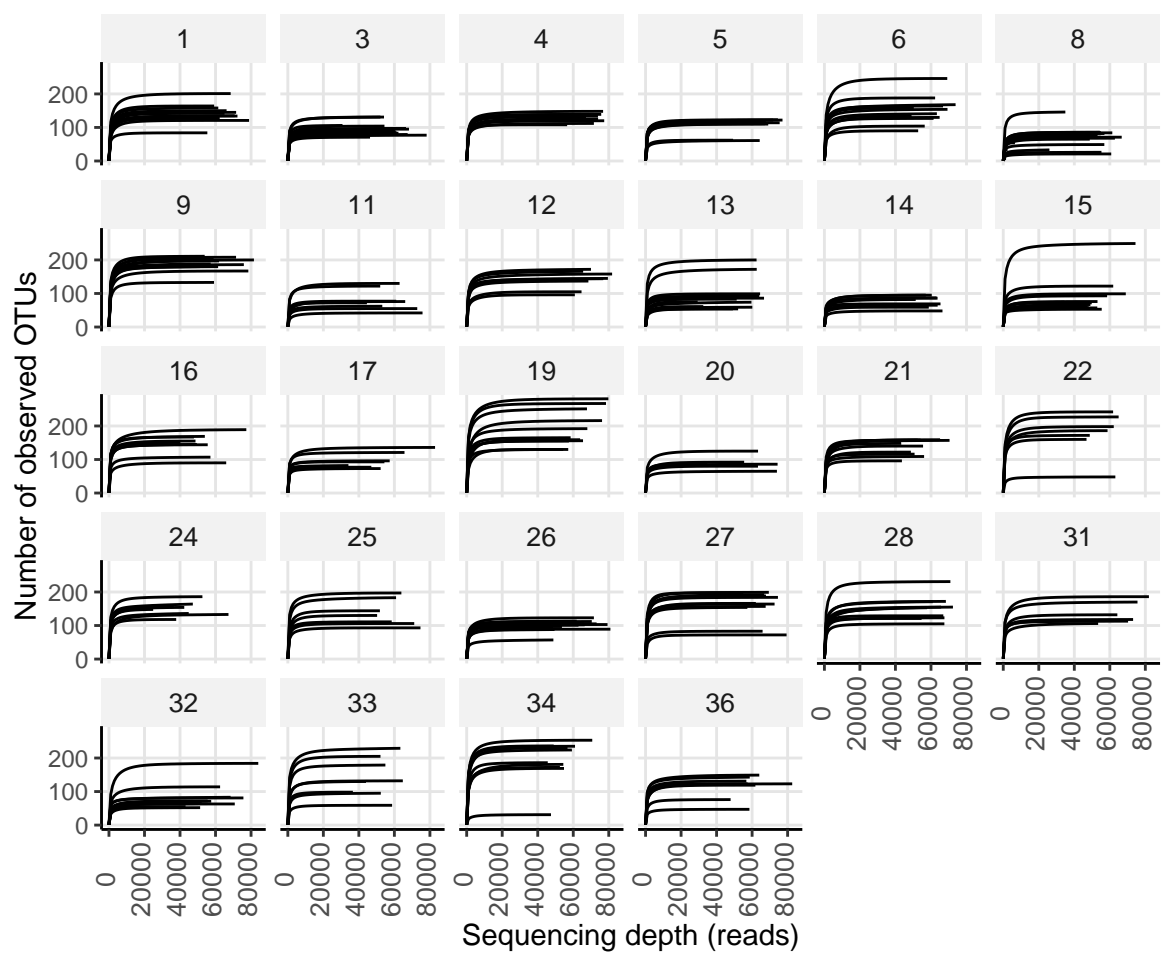 1 3 4 5 6 8
200
100
0
9 11 12 13 14 15
200
100
0
16 17 19 20 21 22
200
100
0
24 25 26 27 28 31
200
100
0
0 20000 40000 60000 80000 0 20000 40000 60000 80000
32 33 34 36
200
100
0
0 20000 40000 60000 80000 0 20000 40000 60000 80000 0 20000 40000 60000 80000 0 20000 40000 60000 80000
Number of observed OTUs
Sequencing depth (reads)